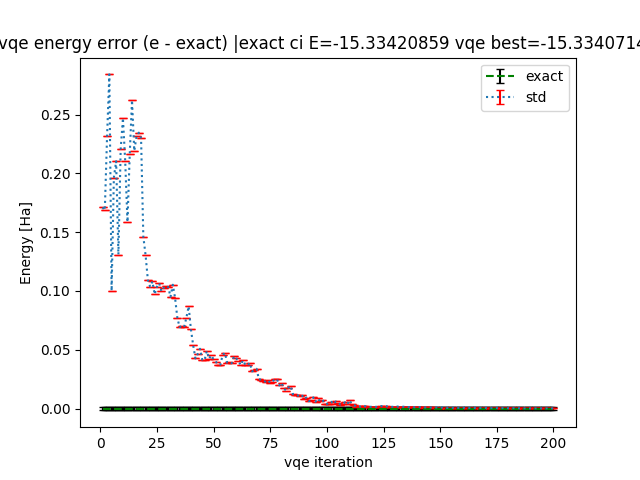 vqe energy error (e - exact) |exact ci E=-15.33420859 vqe best=-15.3340714
exact
std
Energy [Ha]
0.25
0.20
0.15
0.10
0.05
0.00
0 25 50 75 100 125 150 175 200
vqe iteration